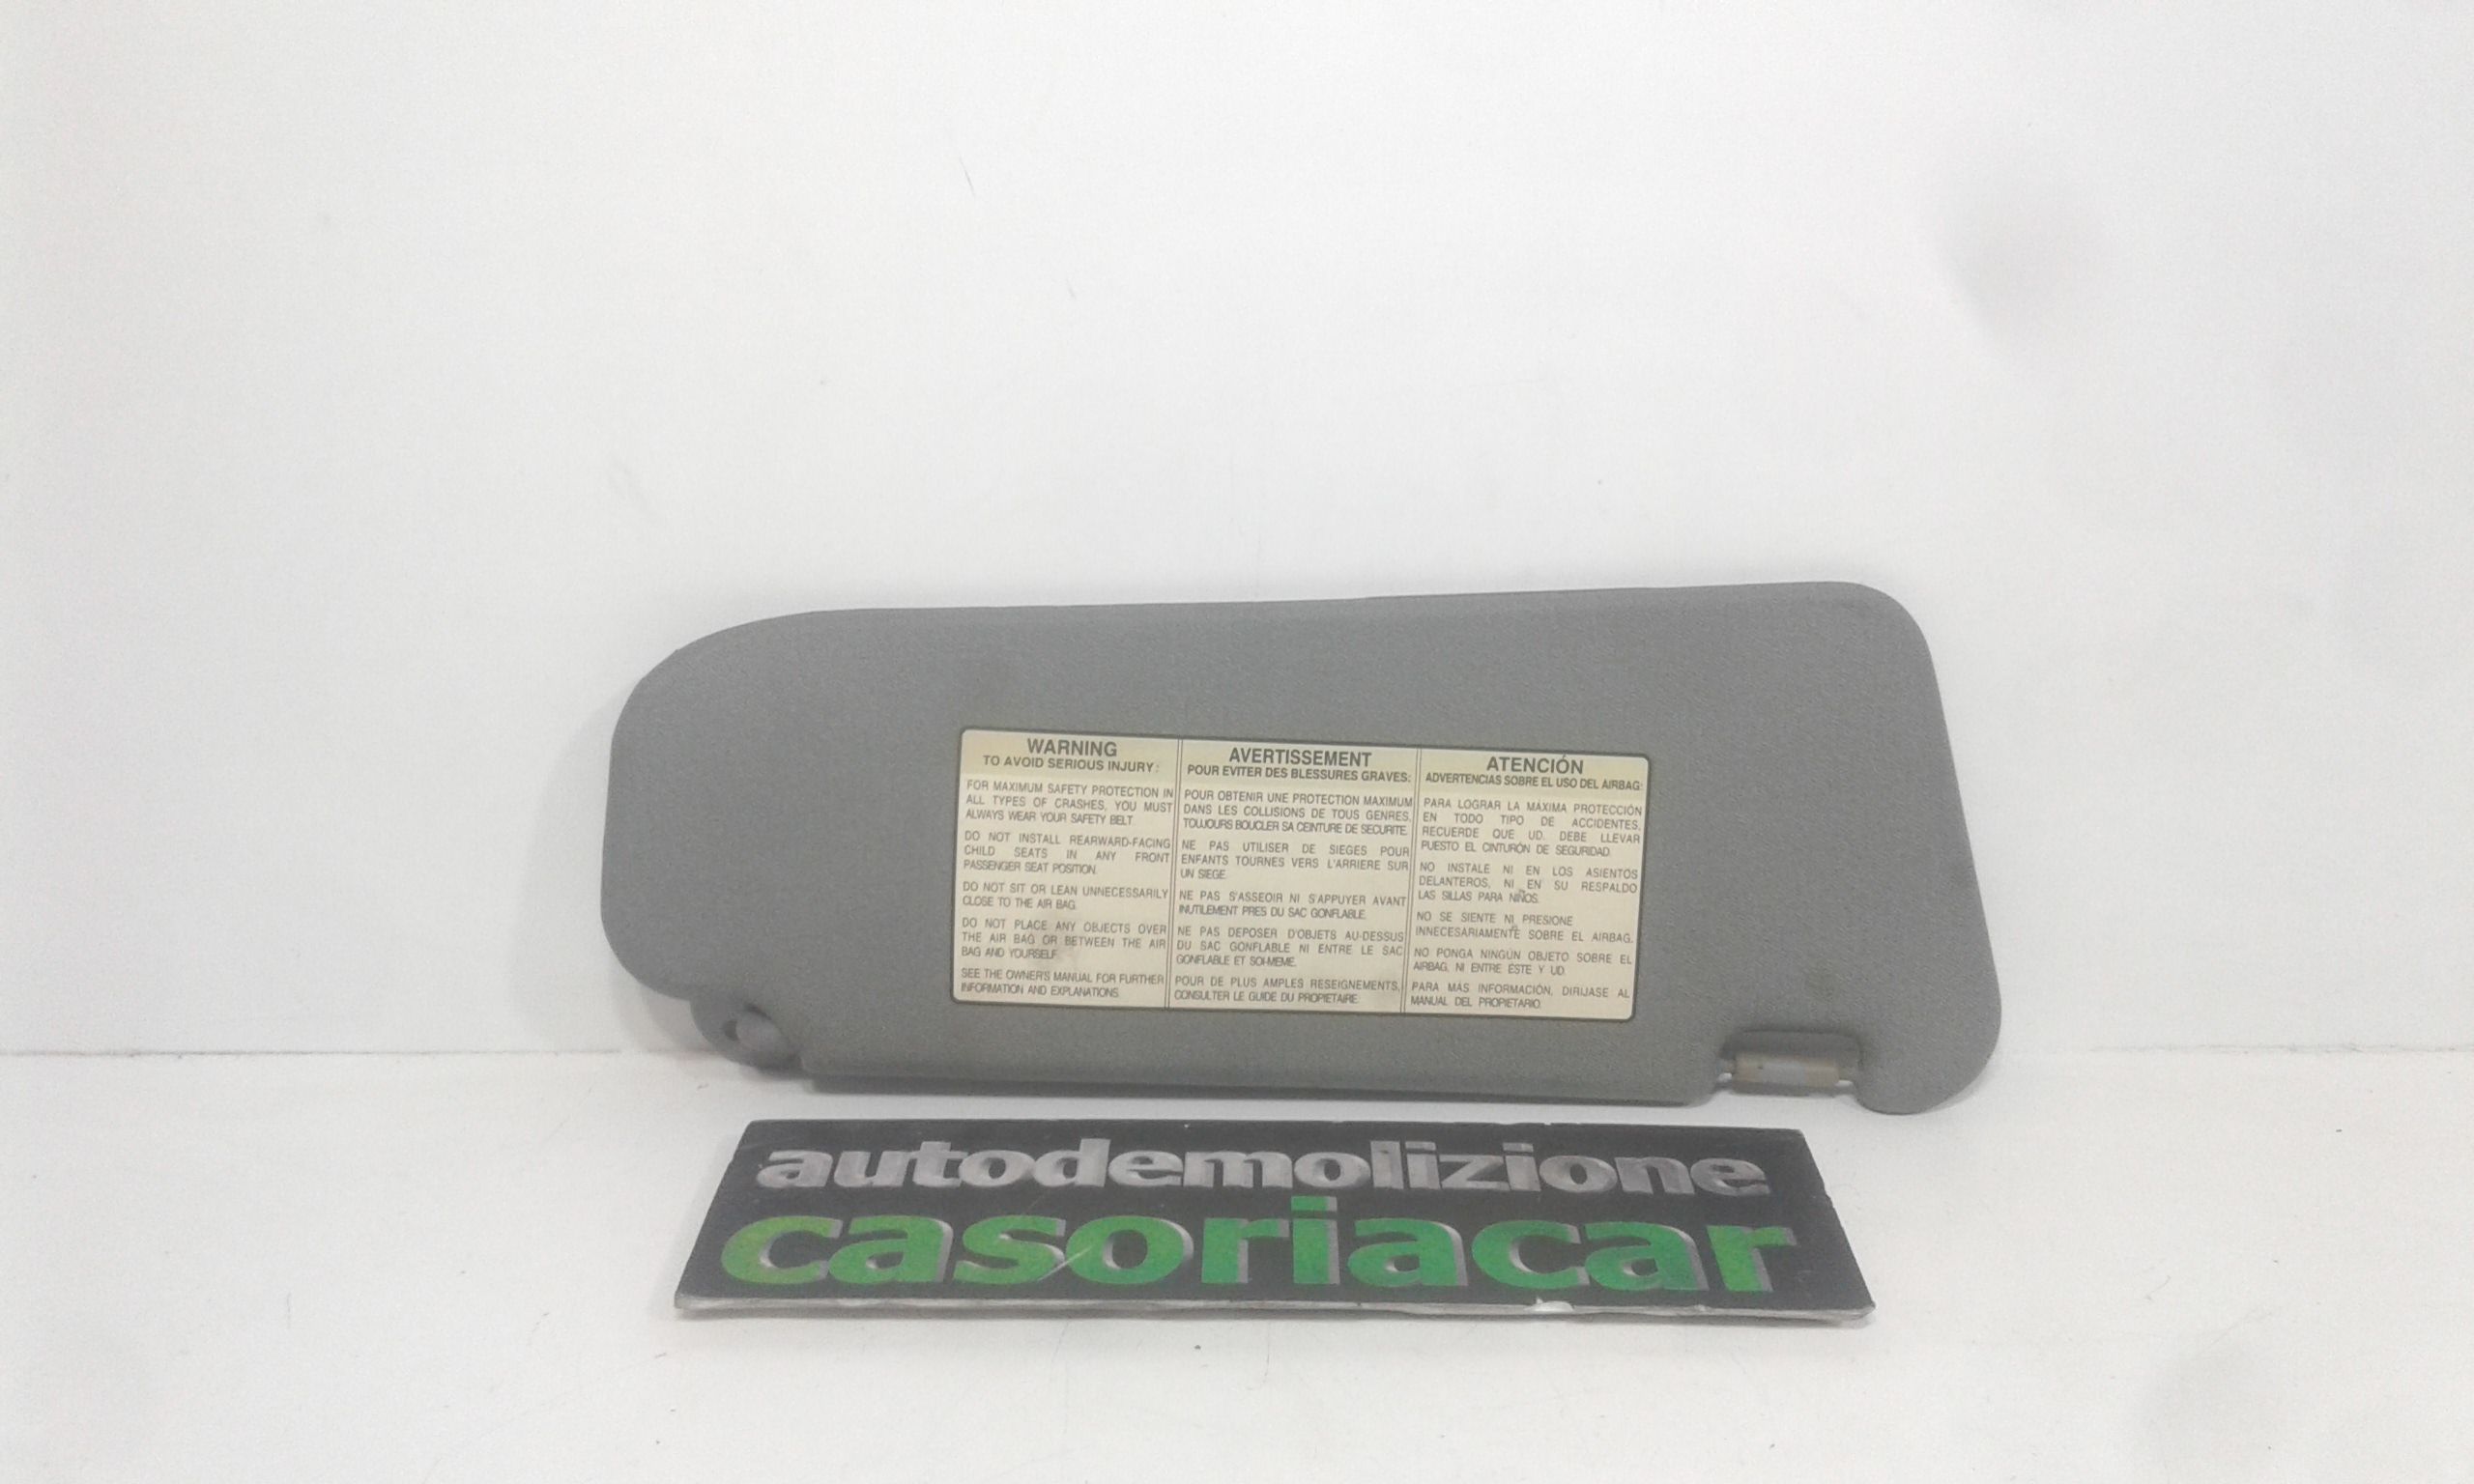 WARNING
TO AVOID SERIOUS INJURY:
FOR MAXIMUM SAFETY PROTECTION IN
ALL TYPES OF CRASHES, YOU MUST
ALWAYS WEAR YOUR SAFETY BELT.
DO NOT INSTALL REARWARD-FACING
CHILD SEATS IN ANY FRONT
PASSENGER SEAT POSITION.
DO NOT SIT OR LEAN UNNECESSARILY
CLOSE TO THE AIR BAG.
DO NOT PLACE ANY OBJECTS OVER
THE AIR BAG OR BETWEEN THE AIR
BAG AND YOURSELF.
SEE THE OWNER'S MANUAL FOR FURTHER
INFORMATION AND EXPLANATIONS.
AVERTISSEMENT
POUR EVITER DES BLESSURES GRAVES:
POUR OBTENIR UNE PROTECTION MAXIMUM
DANS LES COLLISIONS DE TOUS GENRES,
TOUJOURS BOUCLER SA CEINTURE DE SECURITE.
NE PAS UTILISER DE SIEGES POUR
ENFANTS TOURNES VERS L'ARRIERE SUR
UN SIEGE.
NE PAS S'ASSEOIR NI S'APPUYER AVANT
INUTILEMENT PRES DU SAC GONFLABLE.
NE PAS DEPOSER D'OBJETS AU-DESSUS
DU SAC GONFLABLE NI ENTRE LE SAC
GONFLABLE ET SOI-MEME.
POUR DE PLUS AMPLES RESEIGNEMENTS,
CONSULTER LE GUIDE DU PROPIETAIRE.
ATENCIÓN
ADVERTENCIAS SOBRE EL USO DEL AIRBAG:
PARA LOGRAR LA MÁXIMA PROTECCIÓN
EN TODO TIPO DE ACCIDENTES,
RECUERDE QUE UD. DEBE LLEVAR
PUESTO EL CINTURÓN DE SEGURIDAD.
NO INSTALE NI EN LOS ASIENTOS
DELANTEROS, NI EN SU RESPALDO
LAS SILLAS PARA NIÑOS.
NO SE SIENTE NI PRESIONE
INNECESARIAMENTE SOBRE EL AIRBAG.
NO PONGA NINGÚN OBJETO SOBRE EL
AIRBAG, NI ENTRE ÉSTE Y UD.
PARA MÁS INFORMACIÓN, DIRIJASE AL
MANUAL DEL PROPIETARIO.
autodemolizione
casoriacar